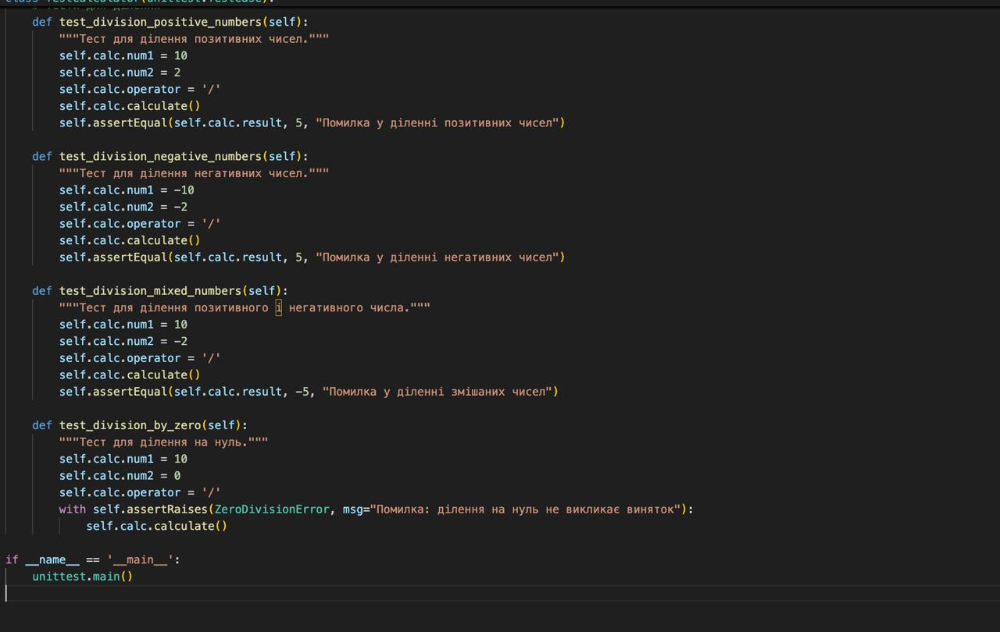 class TestCalculator(unittest.TestCase):
# Тести для ділення
def test_division_positive_numbers(self):
"""Тест для ділення позитивних чисел."""
self.calc.num1 = 10
self.calc.num2 = 2
self.calc.operator = '/'
self.calc.calculate()
self.assertEqual(self.calc.result, 5, "Помилка у діленні позитивних чисел")
def test_division_negative_numbers(self):
"""Тест для ділення негативних чисел."""
self.calc.num1 = -10
self.calc.num2 = -2
self.calc.operator = '/'
self.calc.calculate()
self.assertEqual(self.calc.result, 5, "Помилка у діленні негативних чисел")
def test_division_mixed_numbers(self):
"""Тест для ділення позитивного і негативного числа."""
self.calc.num1 = 10
self.calc.num2 = -2
self.calc.operator = '/'
self.calc.calculate()
self.assertEqual(self.calc.result, -5, "Помилка у діленні змішаних чисел")
def test_division_by_zero(self):
"""Тест для ділення на нуль."""
self.calc.num1 = 10
self.calc.num2 = 0
self.calc.operator = '/'
with self.assertRaises(ZeroDivisionError, msg="Помилка: ділення на нуль не викликає виняток"):
self.calc.calculate()
if __name__ == '__main__':
unittest.main()